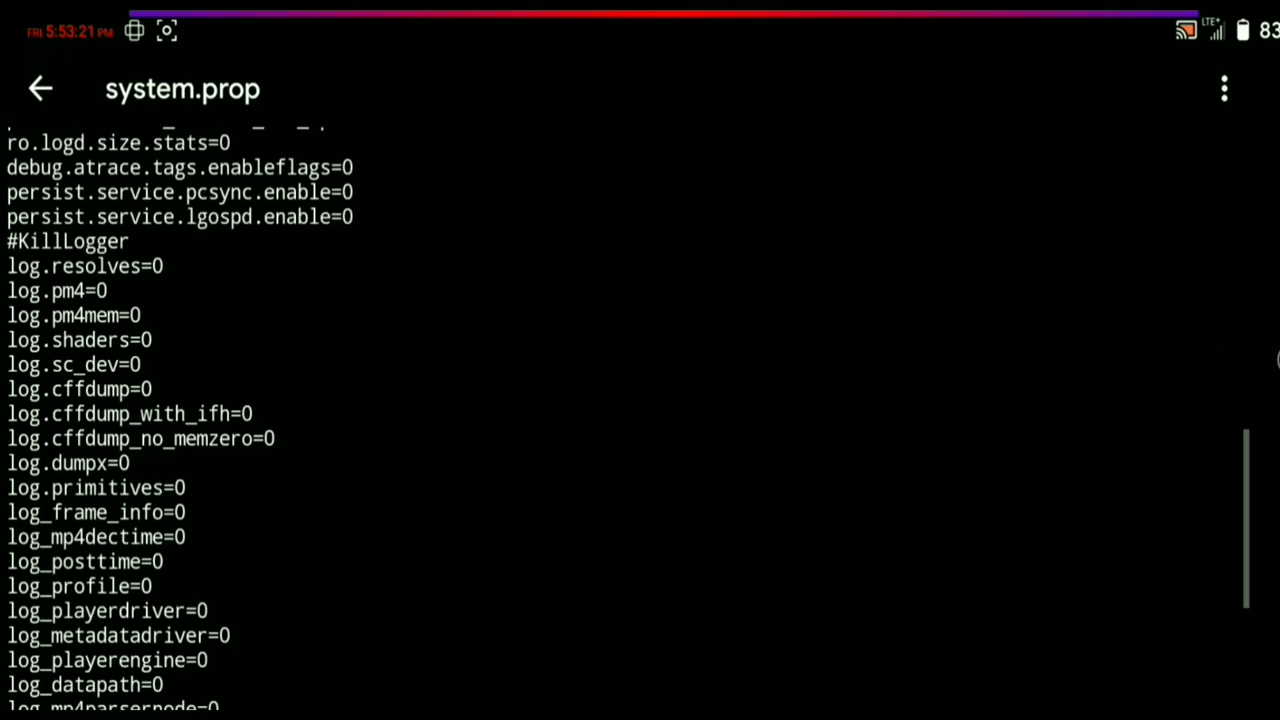 FRI 5:53:21 PM
LTE+
83
system.prop
ro.logd.size.stats=0
debug.atrace.tags.enableflags=0
persist.service.pcsync.enable=0
persist.service.lgospd.enable=0
#KillLogger
log.resolves=0
log.pm4=0
log.pm4mem=0
log.shaders=0
log.sc_dev=0
log.cffdump=0
log.cffdump_with_ifh=0
log.cffdump_no_memzero=0
log.dumpx=0
log.primitives=0
log_frame_info=0
log_mp4dectime=0
log_posttime=0
log_profile=0
log_playerdriver=0
log_metadatadriver=0
log_playerengine=0
log_datapath=0
log_mp4parsernode=0